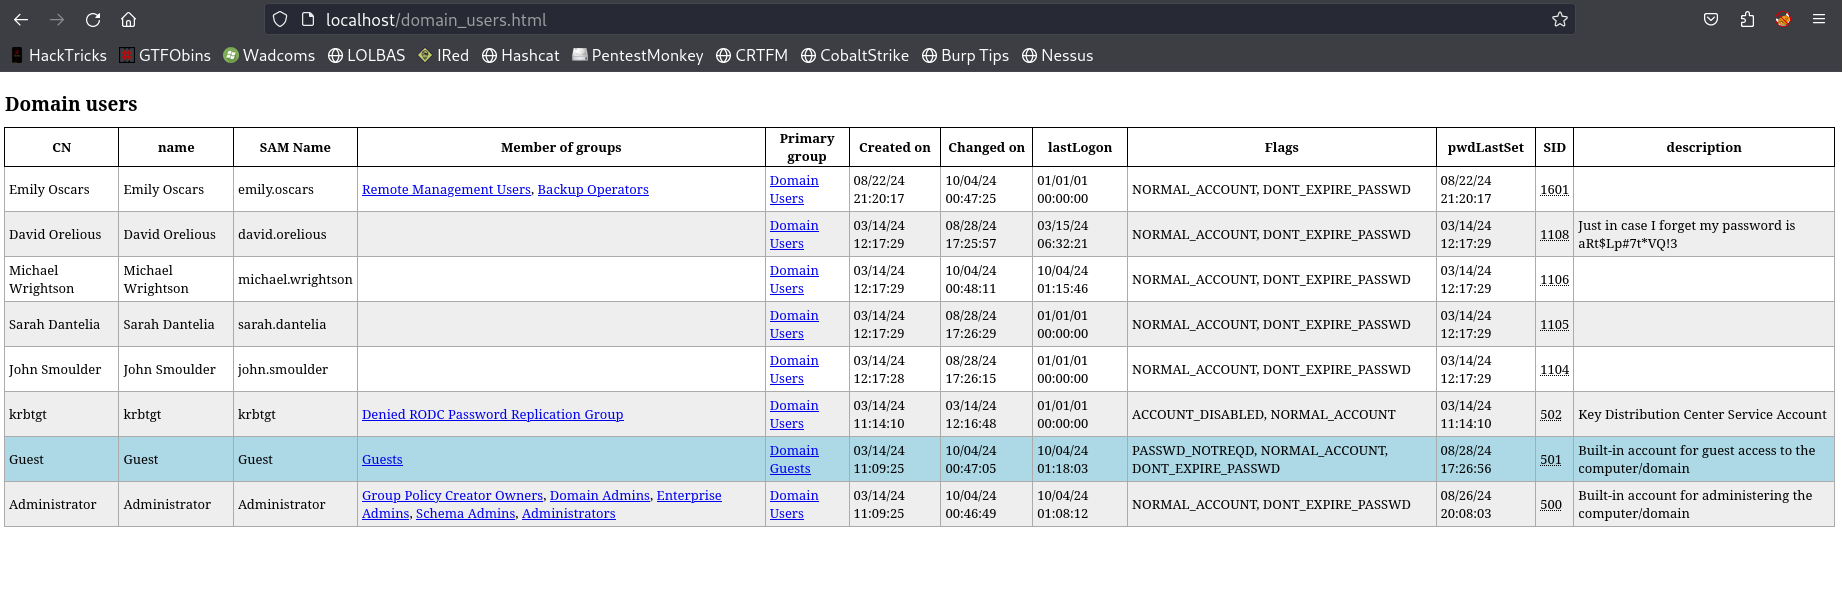 localhost/domain_users.html
HackTricks GTFObins Wadcoms LOLBAS IRed Hashcat PentestMonkey CRTFM CobaltStrike Burp Tips Nessus
Domain users
CN name SAM Name Member of groups Primary group Created on Changed on lastLogon Flags pwdLastSet SID description
Emily Oscars Emily Oscars emily.oscars Remote Management Users, Backup Operators Domain Users 08/22/24 21:20:17 10/04/24 00:47:25 01/01/01 00:00:00 NORMAL_ACCOUNT, DONT_EXPIRE_PASSWD 08/22/24 21:20:17 1601
David Orelious David Orelious david.orelious Domain Users 03/14/24 12:17:29 08/28/24 17:25:57 03/15/24 06:32:21 NORMAL_ACCOUNT, DONT_EXPIRE_PASSWD 03/14/24 12:17:29 1108 Just in case I forget my password is aRt$Lp#7t*VQ!3
Michael Wrightson Michael Wrightson michael.wrightson Domain Users 03/14/24 12:17:29 10/04/24 00:48:11 10/04/24 01:15:46 NORMAL_ACCOUNT, DONT_EXPIRE_PASSWD 03/14/24 12:17:29 1106
Sarah Dantelia Sarah Dantelia sarah.dantelia Domain Users 03/14/24 12:17:29 08/28/24 17:26:29 01/01/01 00:00:00 NORMAL_ACCOUNT, DONT_EXPIRE_PASSWD 03/14/24 12:17:29 1105
John Smoulder John Smoulder john.smoulder Domain Users 03/14/24 12:17:28 08/28/24 17:26:15 01/01/01 00:00:00 NORMAL_ACCOUNT, DONT_EXPIRE_PASSWD 03/14/24 12:17:29 1104
krbtgt krbtgt krbtgt Denied RODC Password Replication Group Domain Users 03/14/24 11:14:10 03/14/24 12:16:48 01/01/01 00:00:00 ACCOUNT_DISABLED, NORMAL_ACCOUNT 03/14/24 11:14:10 502 Key Distribution Center Service Account
Guest Guest Guest Guests Domain Guests 03/14/24 11:09:25 10/04/24 00:47:05 10/04/24 01:18:03 PASSWD_NOTREQD, NORMAL_ACCOUNT, DONT_EXPIRE_PASSWD 08/28/24 17:26:56 501 Built-in account for guest access to the computer/domain
Administrator Administrator Administrator Group Policy Creator Owners, Domain Admins, Enterprise Admins, Schema Admins, Administrators Domain Users 03/14/24 11:09:25 10/04/24 00:46:49 10/04/24 01:08:12 NORMAL_ACCOUNT, DONT_EXPIRE_PASSWD 08/26/24 20:08:03 500 Built-in account for administering the computer/domain